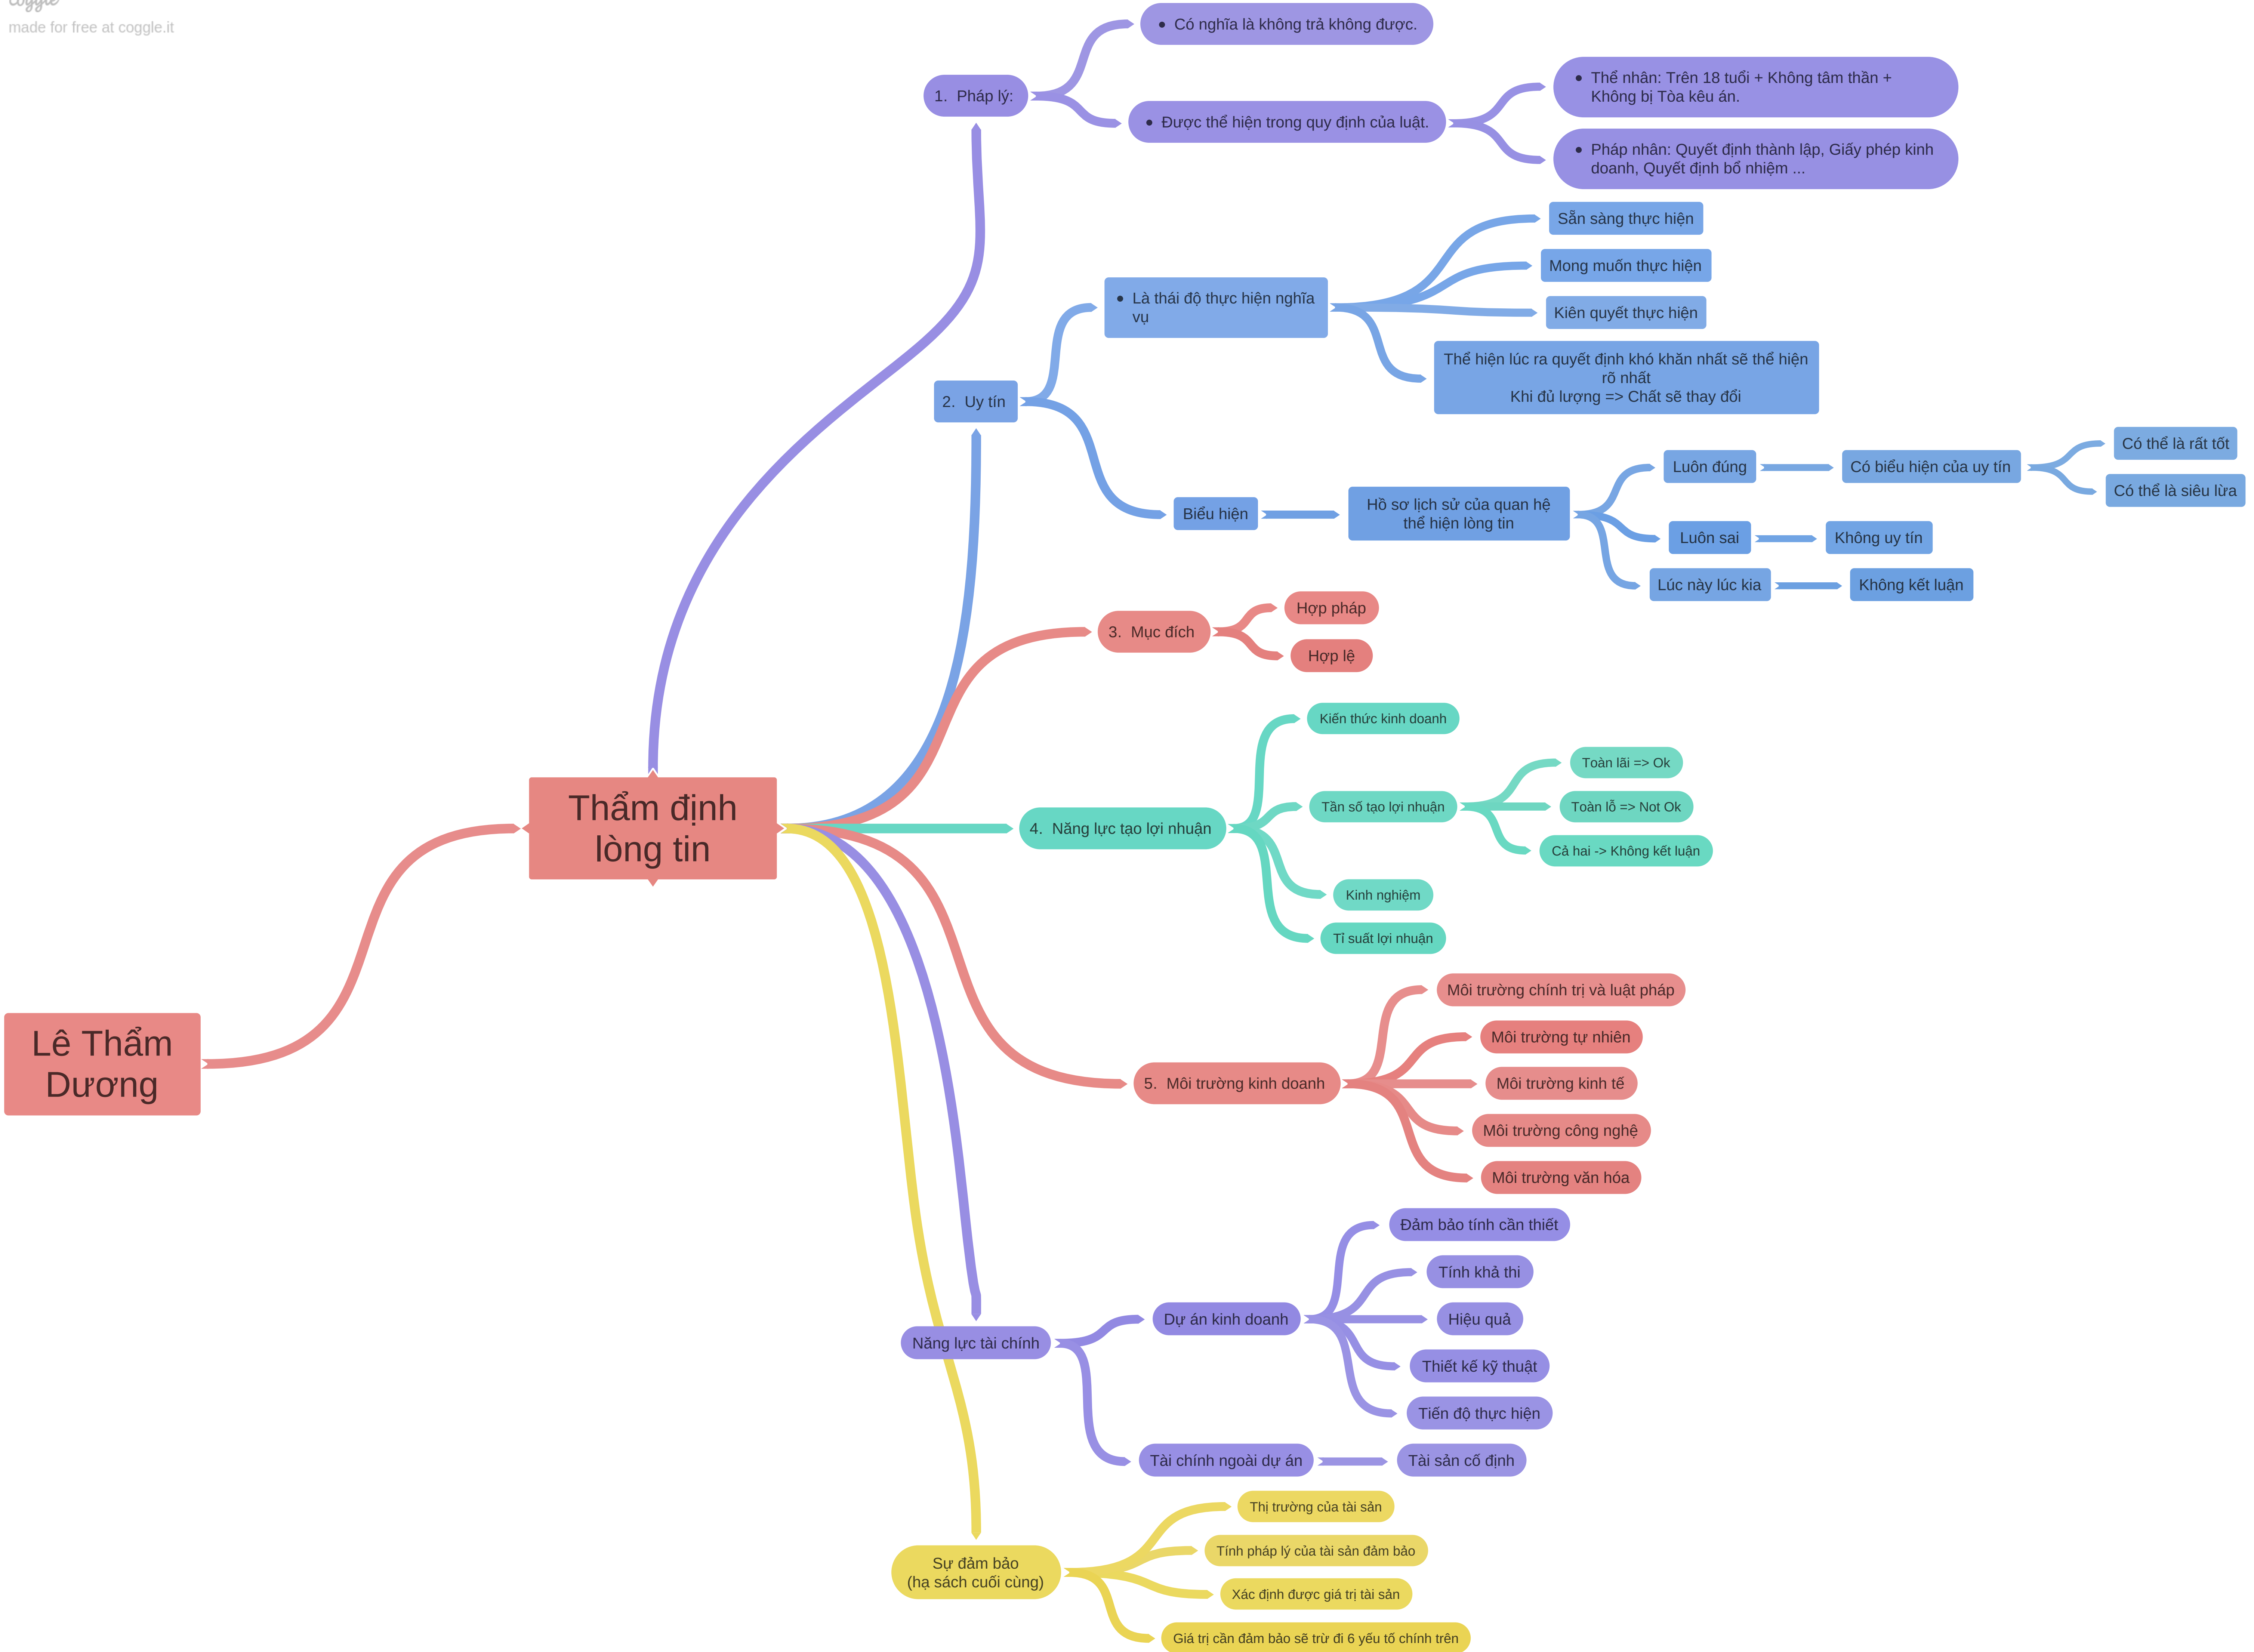 coggle
made for free at coggle.it
Lê Thẩm
Dương
Thẩm định
lòng tin
1. Pháp lý:
Có nghĩa là không trả không được.
Được thể hiện trong quy định của luật.
Thể nhân: Trên 18 tuổi + Không tâm thần +
Không bị Tòa kêu án.
Pháp nhân: Quyết định thành lập, Giấy phép kinh
doanh, Quyết định bổ nhiệm ...
2. Uy tín
Là thái độ thực hiện nghĩa
vụ
Sẵn sàng thực hiện
Mong muốn thực hiện
Kiên quyết thực hiện
Thể hiện lúc ra quyết định khó khăn nhất sẽ thể hiện
rõ nhất
Khi đủ lượng => Chất sẽ thay đổi
Biểu hiện
Hồ sơ lịch sử của quan hệ
thể hiện lòng tin
Luôn đúng
Có biểu hiện của uy tín
Có thể là rất tốt
Có thể là siêu lừa
Luôn sai
Không uy tín
Lúc này lúc kia
Không kết luận
3. Mục đích
Hợp pháp
Hợp lệ
4. Năng lực tạo lợi nhuận
Kiến thức kinh doanh
Tần số tạo lợi nhuận
Toàn lãi => Ok
Toàn lỗ => Not Ok
Cả hai -> Không kết luận
Kinh nghiệm
Tỉ suất lợi nhuận
5. Môi trường kinh doanh
Môi trường chính trị và luật pháp
Môi trường tự nhiên
Môi trường kinh tế
Môi trường công nghệ
Môi trường văn hóa
Năng lực tài chính
Dự án kinh doanh
Đảm bảo tính cần thiết
Tính khả thi
Hiệu quả
Thiết kế kỹ thuật
Tiến độ thực hiện
Tài chính ngoài dự án
Tài sản cố định
Sự đảm bảo
(hạ sách cuối cùng)
Thị trường của tài sản
Tính pháp lý của tài sản đảm bảo
Xác định được giá trị tài sản
Giá trị cần đảm bảo sẽ trừ đi 6 yếu tố chính trên